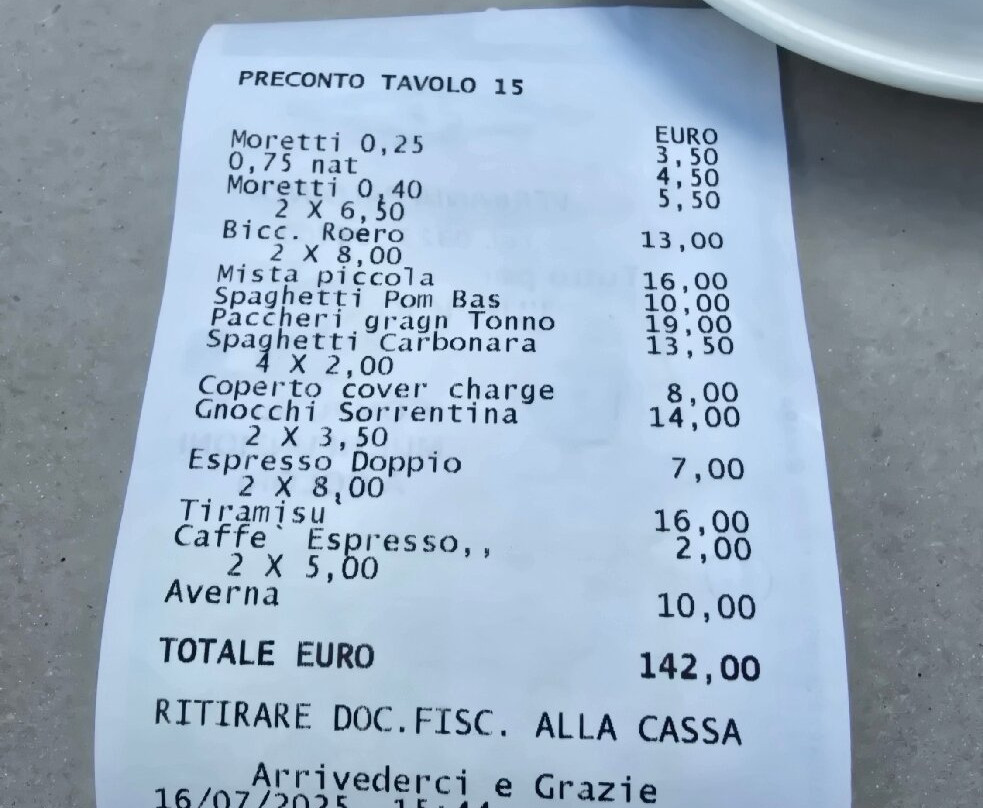 PRECONTO TAVOLO 15
EURO
Moretti 0,25 3,50
0,75 nat 4,50
Moretti 0,40 5,50
2 X 6,50
Bicc. Roero 13,00
2 X 8,00
Mista piccola 16,00
Spaghetti Pom Bas 10,00
Paccheri gragn Tonno 19,00
Spaghetti Carbonara 13,50
4 X 2,00
Coperto cover charge 8,00
Gnocchi Sorrentina 14,00
2 X 3,50
Espresso Doppio 7,00
2 X 8,00
Tiramisu` 16,00
Caffe` Espresso,, 2,00
2 X 5,00
Averna 10,00
TOTALE EURO 142,00
RITIRARE DOC.FISC. ALLA CASSA
Arrivederci e Grazie
16/07/2025